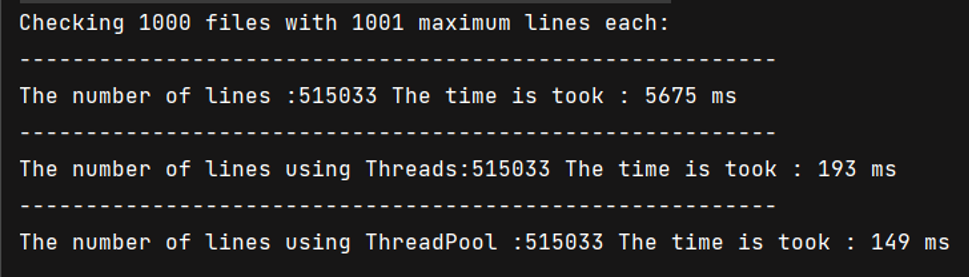 Checking 1000 files with 1001 maximum lines each:
---------------------------------------------------------
The number of lines :515033 The time is took : 5675 ms
---------------------------------------------------------
The number of lines using Threads:515033 The time is took : 193 ms
---------------------------------------------------------
The number of lines using ThreadPool :515033 The time is took : 149 ms